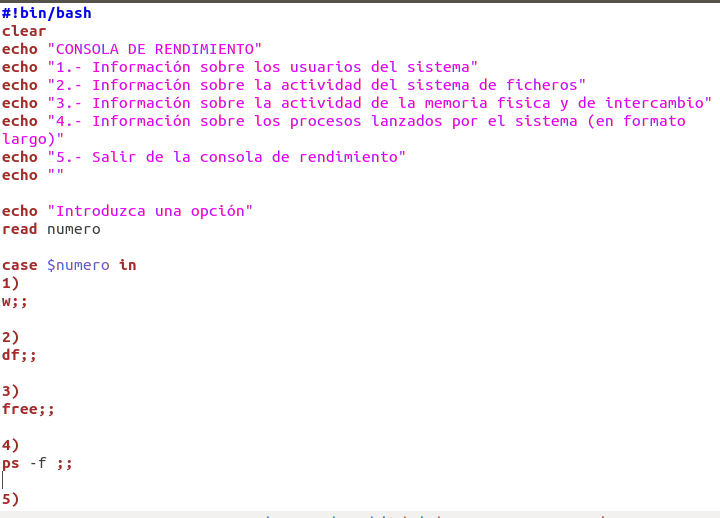 #!bin/bash
clear
echo "CONSOLA DE RENDIMIENTO"
echo "1.- Información sobre los usuarios del sistema"
echo "2.- Información sobre la actividad del sistema de ficheros"
echo "3.- Información sobre la actividad de la memoria fisica y de intercambio"
echo "4.- Información sobre los procesos lanzados por el sistema (en formato
largo)"
echo "5.- Salir de la consola de rendimiento"
echo ""
echo "Introduzca una opción"
read numero
case $numero in
1)
w;;
2)
df;;
3)
free;;
4)
ps -f ;;
5)